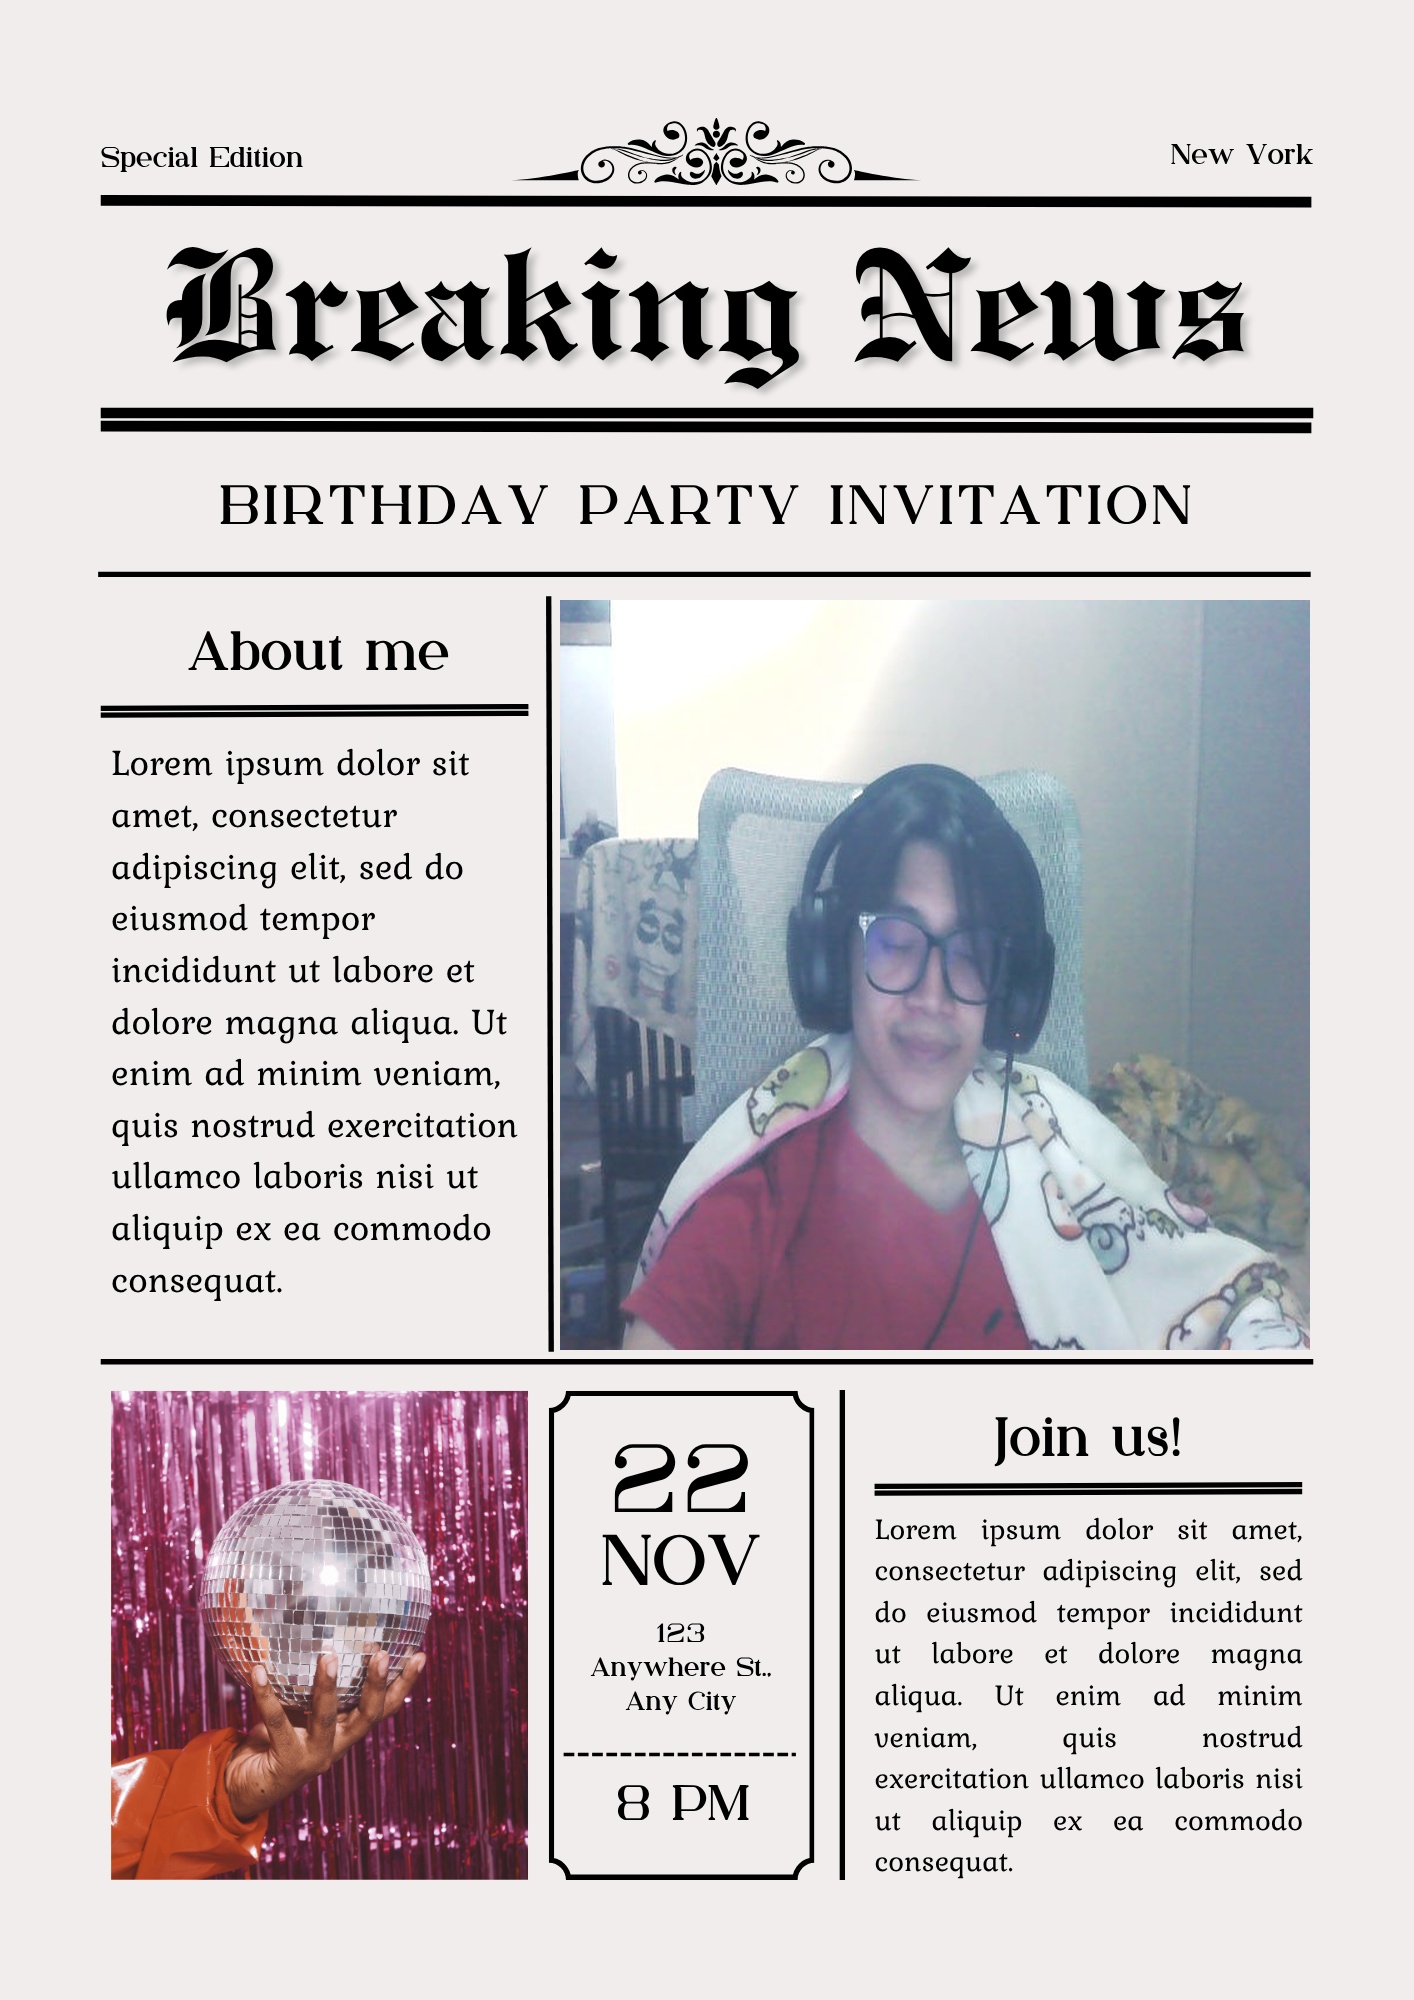 Special Edition
New York
Breaking News
BIRTHDAY PARTY INVITATION
About me
Lorem ipsum dolor sit
amet, consectetur
adipiscing elit, sed do
eiusmod tempor
incididunt ut labore et
dolore magna aliqua. Ut
enim ad minim veniam,
quis nostrud exercitation
ullamco laboris nisi ut
aliquip ex ea commodo
consequat.
22
NOV
123
Anywhere St.,
Any City
8 PM
Join us!
Lorem ipsum dolor sit amet,
consectetur adipiscing elit, sed
do eiusmod tempor incididunt
ut labore et dolore magna
aliqua. Ut enim ad minim
veniam, quis nostrud
exercitation ullamco laboris nisi
ut aliquip ex ea commodo
consequat.